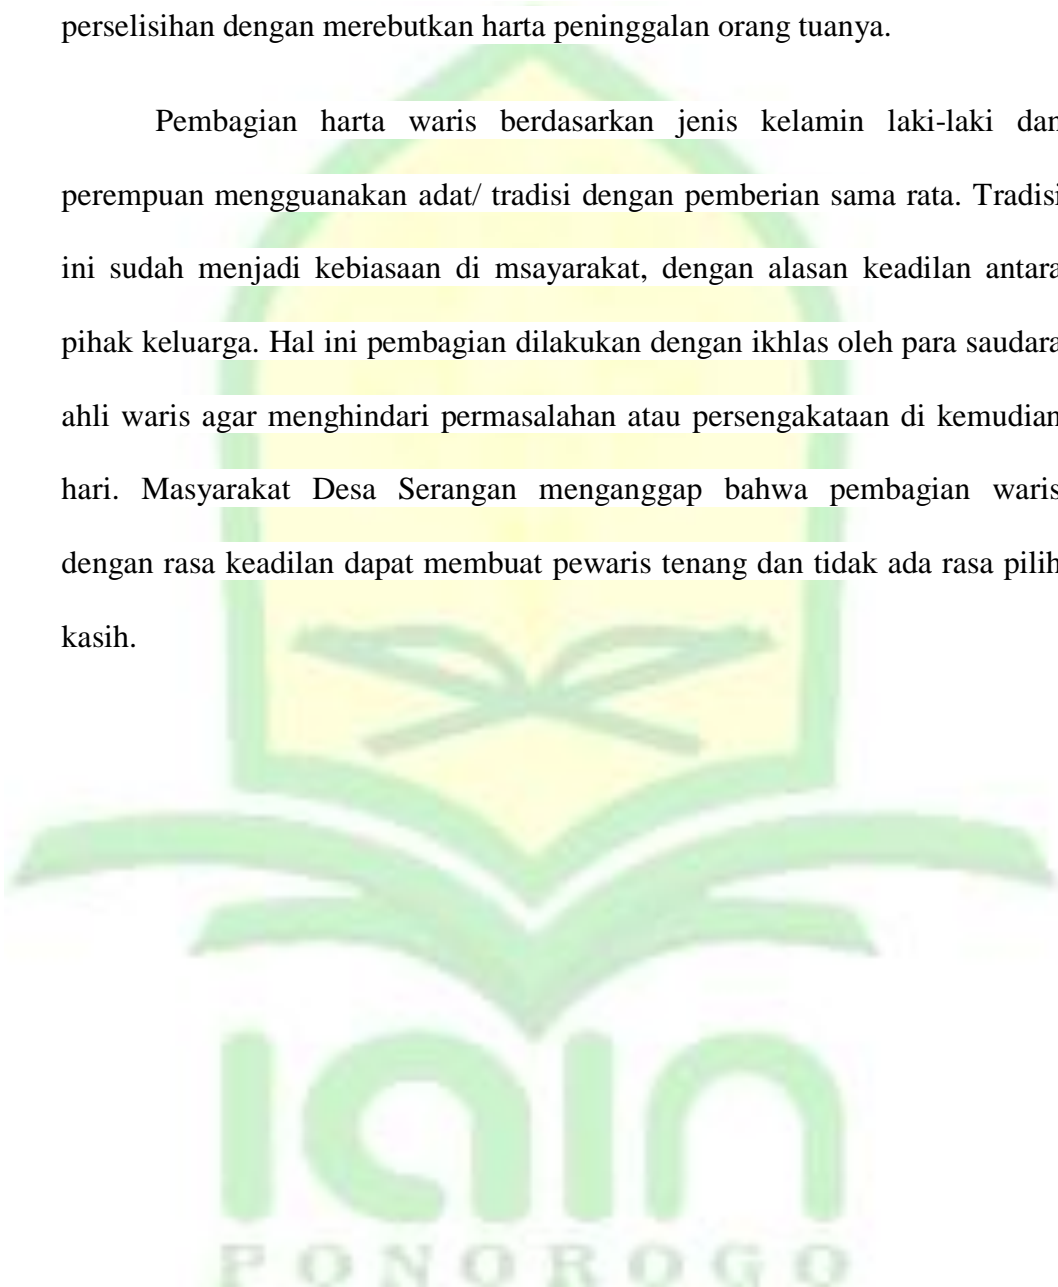 perselisihan dengan merebutkan harta peninggalan orang tuanya.
Pembagian harta waris berdasarkan jenis kelamin laki-laki dan
perempuan mengguanakan adat/ tradisi dengan pemberian sama rata. Tradisi
ini sudah menjadi kebiasaan di msayarakat, dengan alasan keadilan antara
pihak keluarga. Hal ini pembagian dilakukan dengan ikhlas oleh para saudara
ahli waris agar menghindari permasalahan atau persengakataan di kemudian
hari. Masyarakat Desa Serangan menganggap bahwa pembagian waris
dengan rasa keadilan dapat membuat pewaris tenang dan tidak ada rasa pilih
kasih.
iain
PONOROGO